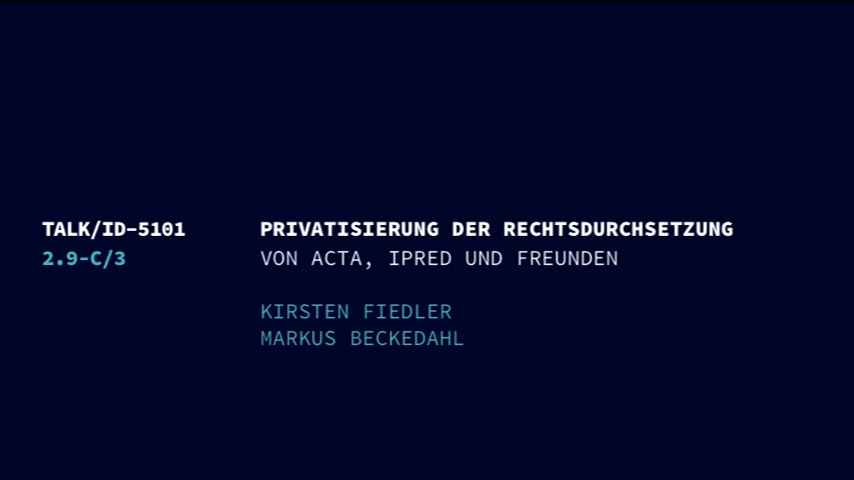 TALK/ID-5101
2.9-C/3
PRIVATISIERUNG DER RECHTSDURCHSETZUNG
VON ACTA, IPRED UND FREUNDEN
KIRSTEN FIEDLER
MARKUS BECKEDAHL